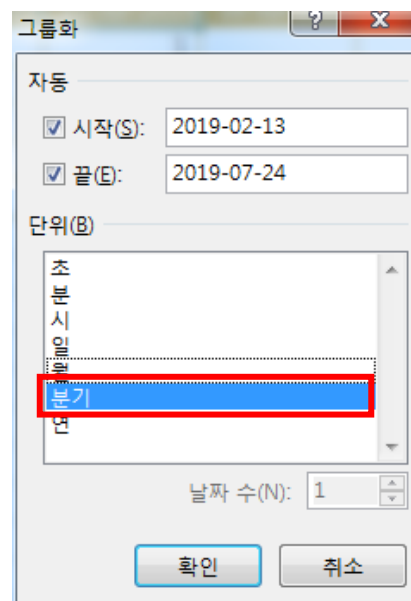 그룹화
자동
시작(S): 2019-02-13
끝(E): 2019-07-24
단위(B)
초
분
시
일
월
분기
연
날짜 수(N): 1
확인 취소